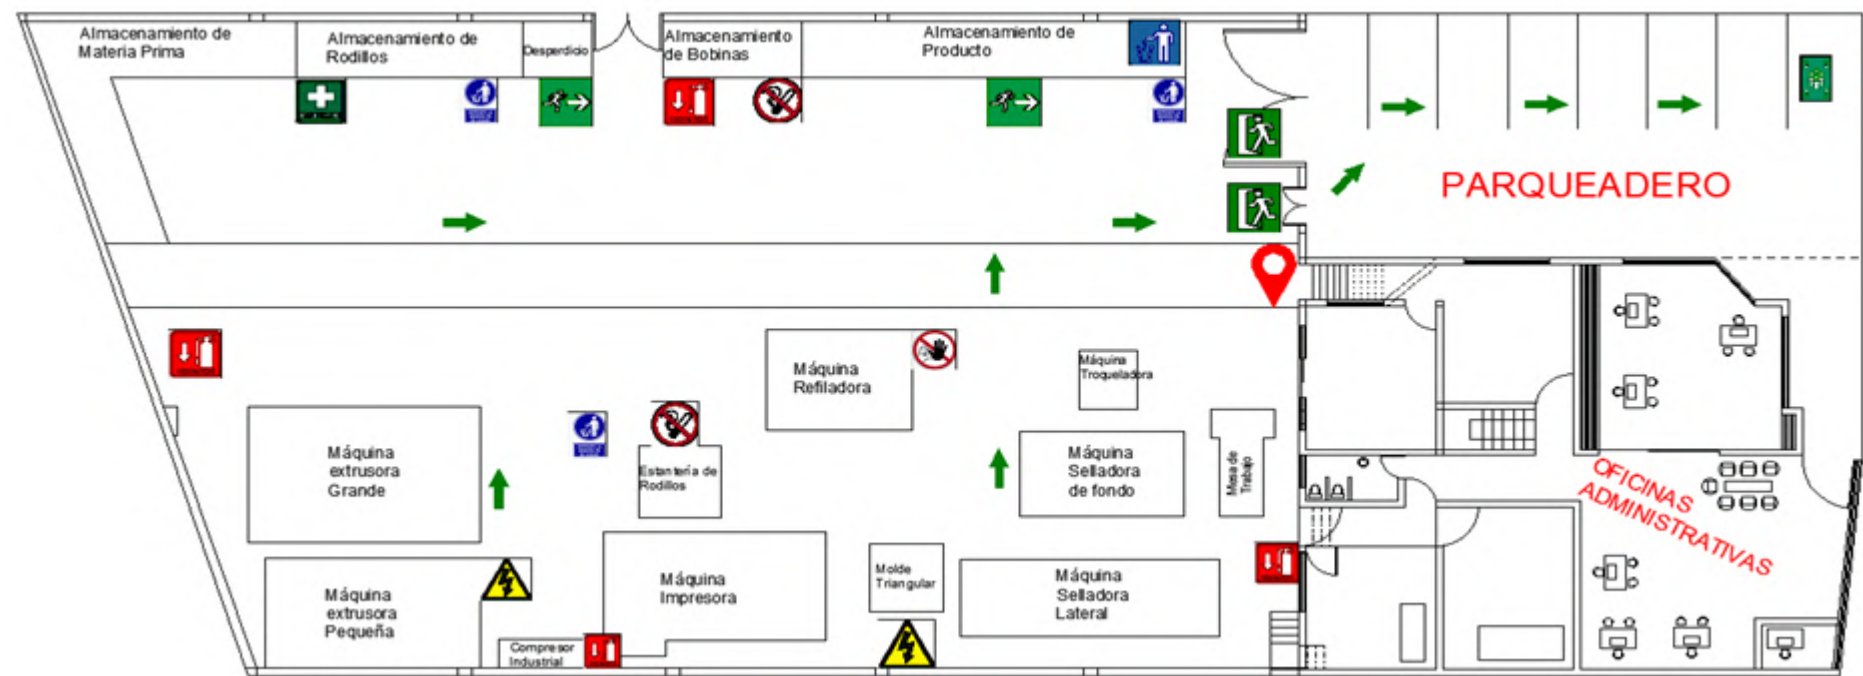 Almacenamiento de
Materia Prima
Almacenamiento de
Rodillos
Desperdicio
Almacenamiento
de Bobinas
Almacenamiento de
Producto
PARQUEADERO
Máquina
Refiladora
Máquina
Troqueladora
Máquina
extrusora
Grande
Estantería de
Rodillos
Máquina
Selladora
de fondo
Mesa de
Trabajo
OFICINAS
ADMINISTRATIVAS
Máquina
extrusora
Pequeña
Máquina
Impresora
Molde
Triangular
Máquina
Selladora
Lateral
Compresor
Industrial